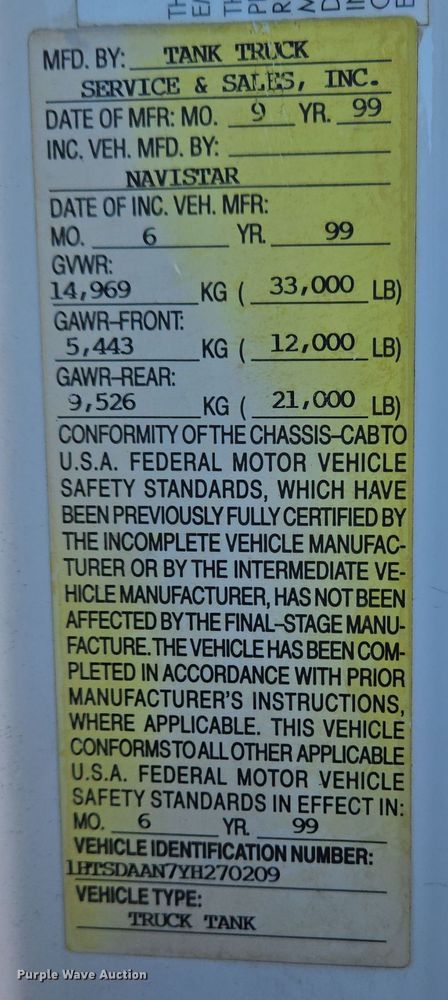 MFD. BY: TANK TRUCK
SERVICE & SALES, INC.
DATE OF MFR: MO. 9 YR. 99
INC. VEH. MFD. BY:
NAVISTAR
DATE OF INC. VEH. MFR:
MO. 6 YR. 99
GVWR:
14,969 KG ( 33,000 LB)
GAWR-FRONT:
5,443 KG ( 12,000 LB)
GAWR-REAR:
9,526 KG ( 21,000 LB)
CONFORMITY OF THE CHASSIS-CAB TO
U.S.A. FEDERAL MOTOR VEHICLE
SAFETY STANDARDS, WHICH HAVE
BEEN PREVIOUSLY FULLY CERTIFIED BY
THE INCOMPLETE VEHICLE MANUFAC-
TURER OR BY THE INTERMEDIATE VE-
HICLE MANUFACTURER, HAS NOT BEEN
AFFECTED BY THE FINAL-STAGE MANU-
FACTURE. THE VEHICLE HAS BEEN COM-
PLETED IN ACCORDANCE WITH PRIOR
MANUFACTURER'S INSTRUCTIONS,
WHERE APPLICABLE. THIS VEHICLE
CONFORMS TO ALL OTHER APPLICABLE
U.S.A. FEDERAL MOTOR VEHICLE
SAFETY STANDARDS IN EFFECT IN:
MO. 6 YR. 99
VEHICLE IDENTIFICATION NUMBER:
1HTSDAAN7YH270209
VEHICLE TYPE:
TRUCK TANK
Purple Wave Auction